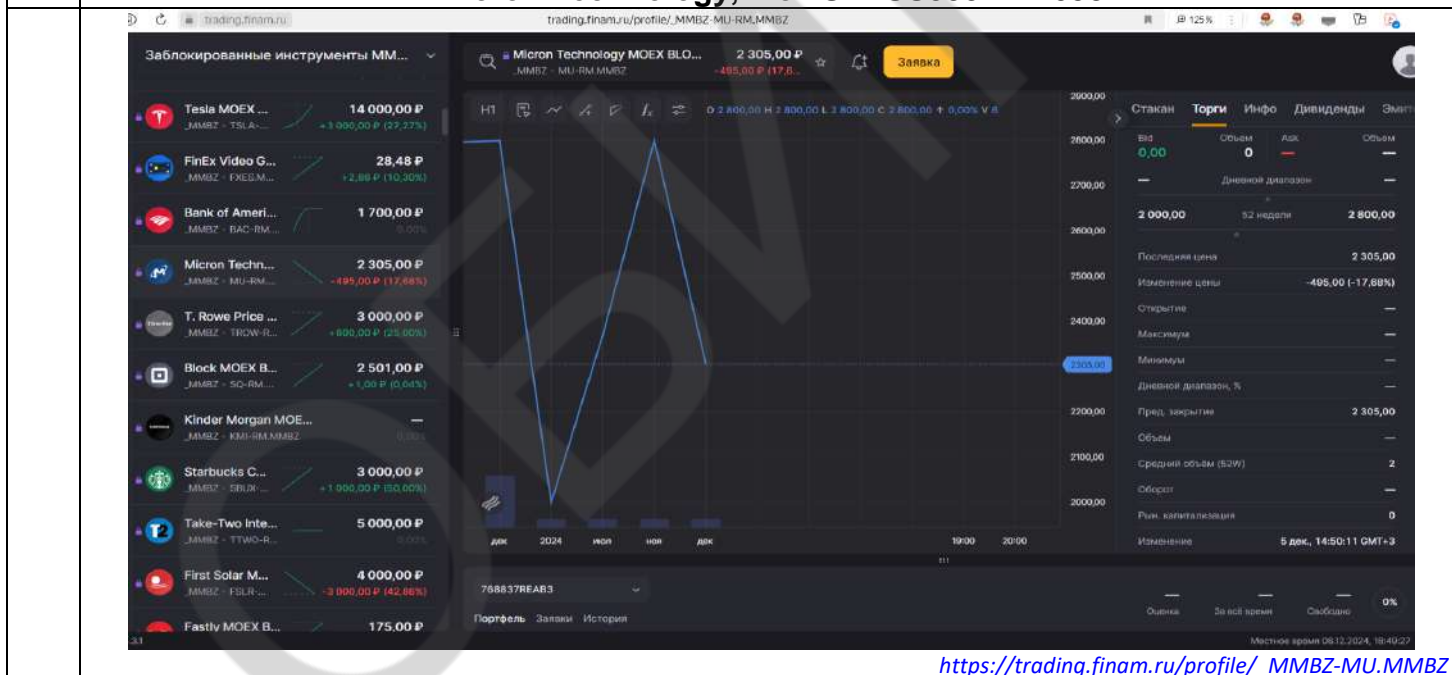 trading.finam.ru
trading.finam.ru/profile/_MMBZ-MU-RM.MMBZ
125 %
Заблокированные инструменты MM...
Micron Technology MOEX BLO...
_MMBZ - MU-RM.MMBZ
2 305,00 ₽
-495,00 ₽ (17,6...
Заявка
Tesla MOEX ...
14 000,00 ₽
_MMBZ - TSLA-...
+3 000,00 ₽ (27,27%)
FinEx Video G...
28,48 ₽
_MMBZ - FXES.M...
+2,66 ₽ (10,30%)
Bank of Ameri...
1 700,00 ₽
_MMBZ - BAC-RM....
0,00%
Micron Techn...
2 305,00 ₽
_MMBZ - MU-RM....
-495,00 ₽ (17,68%)
T. Rowe Price ...
3 000,00 ₽
_MMBZ - TROW-R...
+600,00 ₽ (25,00%)
Block MOEX B...
2 501,00 ₽
_MMBZ - SQ-RM....
+1,00 ₽ (0,04%)
Kinder Morgan MOE...
—
_MMBZ - KMI-RM.MMBZ
0,00%
Starbucks C...
3 000,00 ₽
_MMBZ - SBUX-...
+1 000,00 ₽ (50,00%)
Take-Two Inte...
5 000,00 ₽
_MMBZ - TTWO-R...
0,00%
First Solar M...
4 000,00 ₽
_MMBZ - FSLR-...
-3 000,00 ₽ (42,86%)
Fastly MOEX B...
175,00 ₽
H1
O 2 800,00 H 2 800,00 L 2 800,00 C 2 800,00 + 0,00% V 6
2900,00
2800,00
2700,00
2600,00
2500,00
2400,00
2305,00
2200,00
2100,00
2000,00
дек 2024 июл ноя дек 19:00 20:00
768837REAB3
Портфель Заявки История
Стакан Торги Инфо Дивиденды Эмит
Bid Объем Ask Объем
0,00 0 — —
— Дневной диапазон —
2 000,00 52 недели 2 800,00
Последняя цена 2 305,00
Изменение цены -495,00 (-17,68%)
Открытие —
Максимум —
Минимум —
Дневной диапазон, % —
Пред. закрытие 2 305,00
Объем —
Средний объём (52W) 2
Оборот —
Рын. капитализация 0
Изменение 5 дек., 14:50:11 GMT+3
Оценка За всё время Свободно 0%
Местное время 06.12.2024, 18:49:27
https://trading.finam.ru/profile/_MMBZ-MU.MMBZ